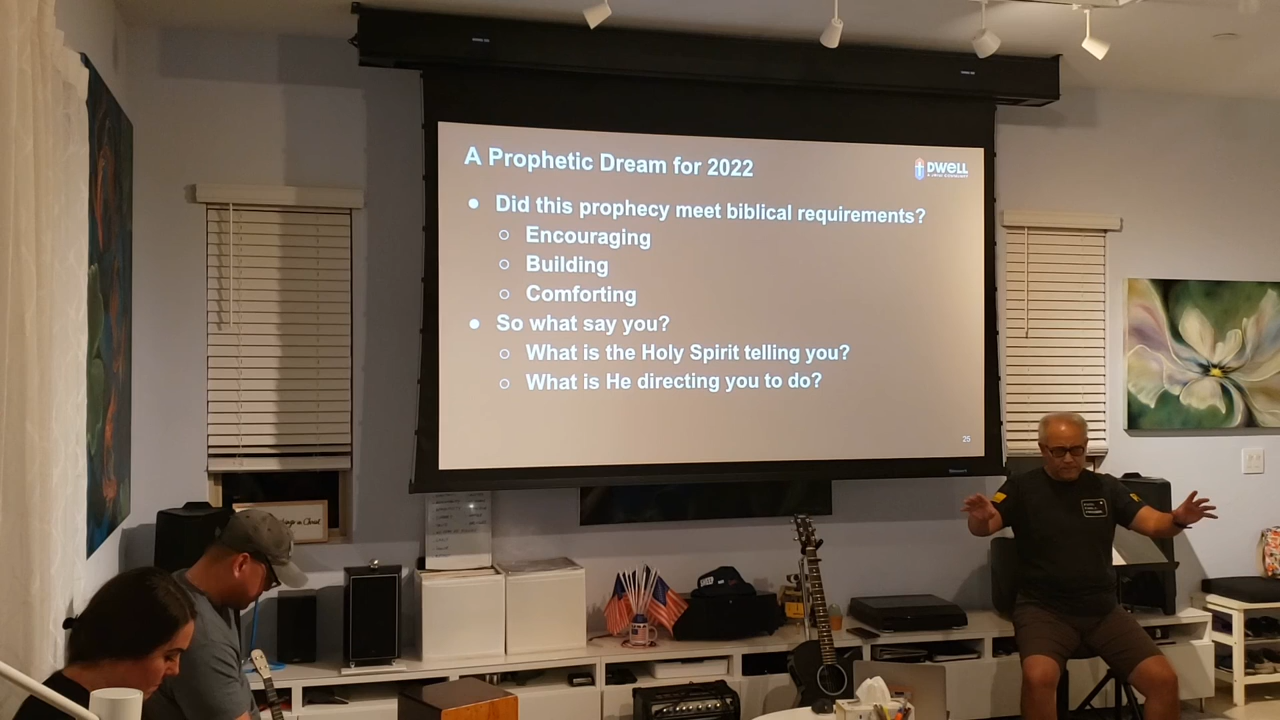 A Prophetic Dream for 2022
DWELL
● Did this prophecy meet biblical requirements?
○ Encouraging
○ Building
○ Comforting
● So what say you?
○ What is the Holy Spirit telling you?
○ What is He directing you to do?
25